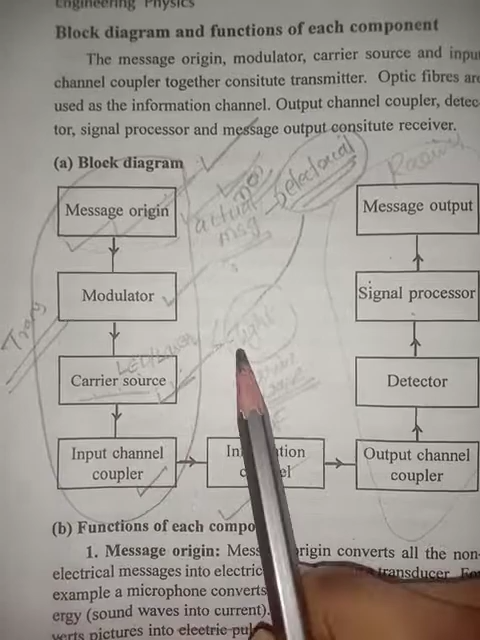 Engineering Physics
Block diagram and functions of each component
The message origin, modulator, carrier source and input
channel coupler together consitute transmitter. Optic fibres are
used as the information channel. Output channel coupler, detec-
tor, signal processor and message output consitute receiver.
(a) Block diagram
Message origin
Modulator
Carrier source
Input channel
coupler
Message output
Signal processor
Detector
Output channel
coupler
actual
msg
Trans
Light
(b) Functions of each compo
1. Message origin: Mess origin converts all the non-
electrical messages into electric transducer. For
example a microphone converts
ergy (sound waves into current).
verts pictures into electric pul